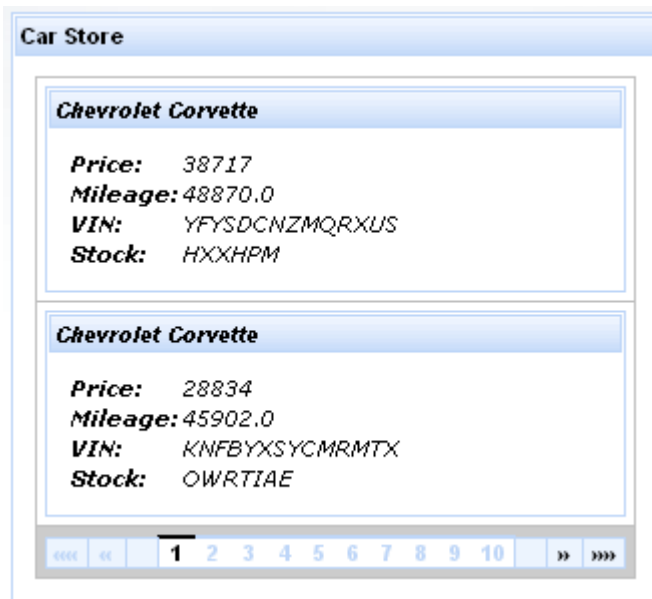 Car Store
Chevrolet Corvette
Price: 38717
Mileage: 48870.0
VIN: YFYSDCNZMQRXUS
Stock: HXXHPM
Chevrolet Corvette
Price: 28834
Mileage: 45902.0
VIN: KNFBYXSYCMRMTX
Stock: OWRTIAE
«« « 1 2 3 4 5 6 7 8 9 10 » »»